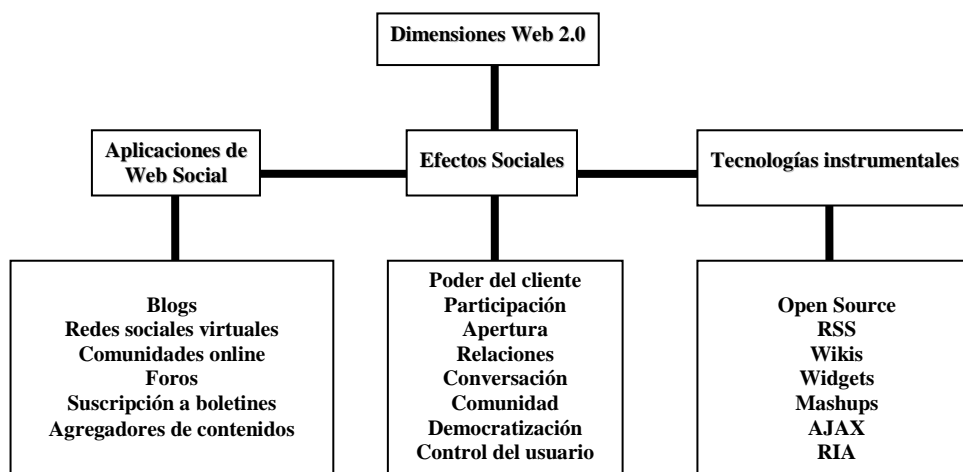 Dimensiones Web 2.0
Aplicaciones de
Web Social
Efectos Sociales
Tecnologías instrumentales
Blogs
Redes sociales virtuales
Comunidades online
Foros
Suscripción a boletines
Agregadores de contenidos
Poder del cliente
Participación
Apertura
Relaciones
Conversación
Comunidad
Democratización
Control del usuario
Open Source
RSS
Wikis
Widgets
Mashups
AJAX
RIA